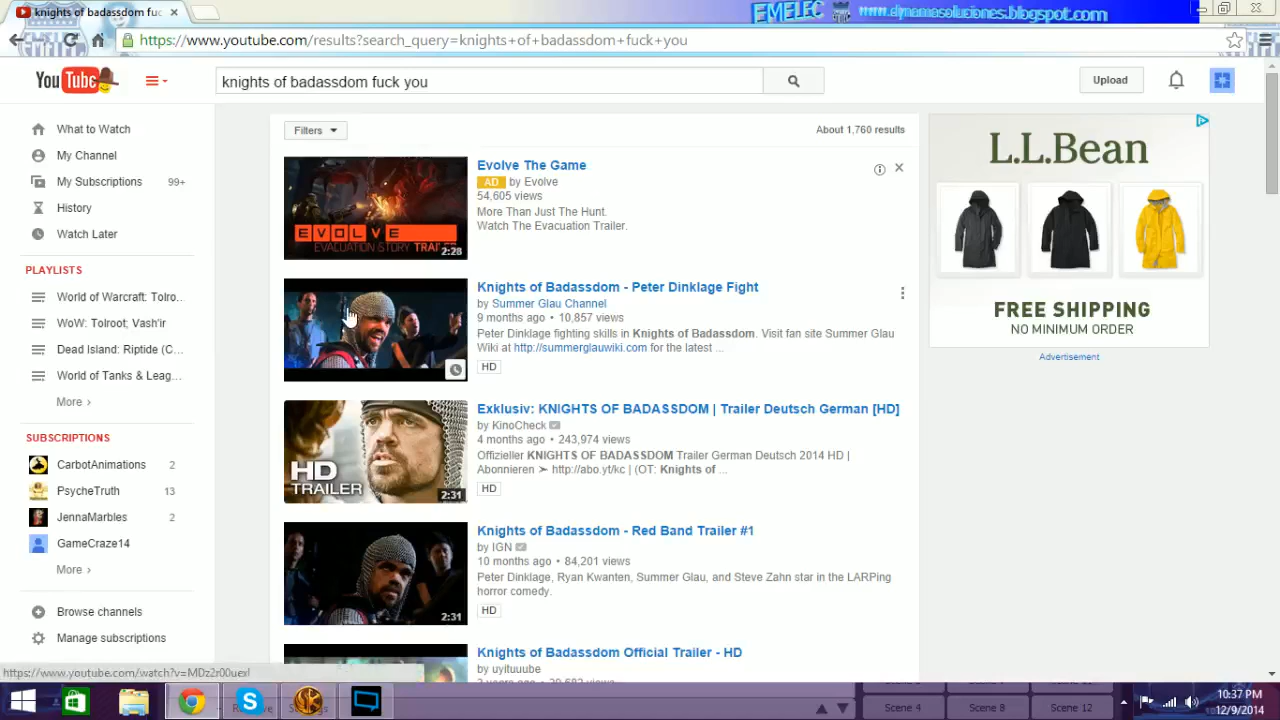 knights of badassdom fuc
EMELEC
www.dynamosoluciones.blogspot.com
https://www.youtube.com/results?search_query=knights+of+badassdom+fuck+you
YouTube
knights of badassdom fuck you
Upload
What to Watch
My Channel
My Subscriptions 99+
History
Watch Later
PLAYLISTS
World of Warcraft: Tolro...
WoW: Tolroot; Vash'ir
Dead Island: Riptide (C...
World of Tanks & Leag...
More ›
SUBSCRIPTIONS
CarbotAnimations 2
PsycheTruth 13
JennaMarbles 2
GameCraze14
More ›
Browse channels
Manage subscriptions
Filters
About 1,760 results
EVOLVE
EVACUATION STORY TRAI
2:28
Evolve The Game
AD by Evolve
54,605 views
More Than Just The Hunt.
Watch The Evacuation Trailer.
Knights of Badassdom - Peter Dinklage Fight
by Summer Glau Channel
9 months ago • 10,857 views
Peter Dinklage fighting skills in Knights of Badassdom. Visit fan site Summer Glau
Wiki at http://summerglauwiki.com for the latest ...
HD
HD
TRAILER
2:31
Exklusiv: KNIGHTS OF BADASSDOM | Trailer Deutsch German [HD]
by KinoCheck
4 months ago • 243,974 views
Offizieller KNIGHTS OF BADASSDOM Trailer German Deutsch 2014 HD |
Abonnieren ➤ http://abo.yt/kc | (OT: Knights of ...
HD
2:31
Knights of Badassdom - Red Band Trailer #1
by IGN
10 months ago • 84,201 views
Peter Dinklage, Ryan Kwanten, Summer Glau, and Steve Zahn star in the LARPing
horror comedy.
HD
Knights of Badassdom Official Trailer - HD
by uyituuube
L.L.Bean
FREE SHIPPING
NO MINIMUM ORDER
Advertisement
Scene 4
Scene 8
Scene 12
10:37 PM
12/9/2014